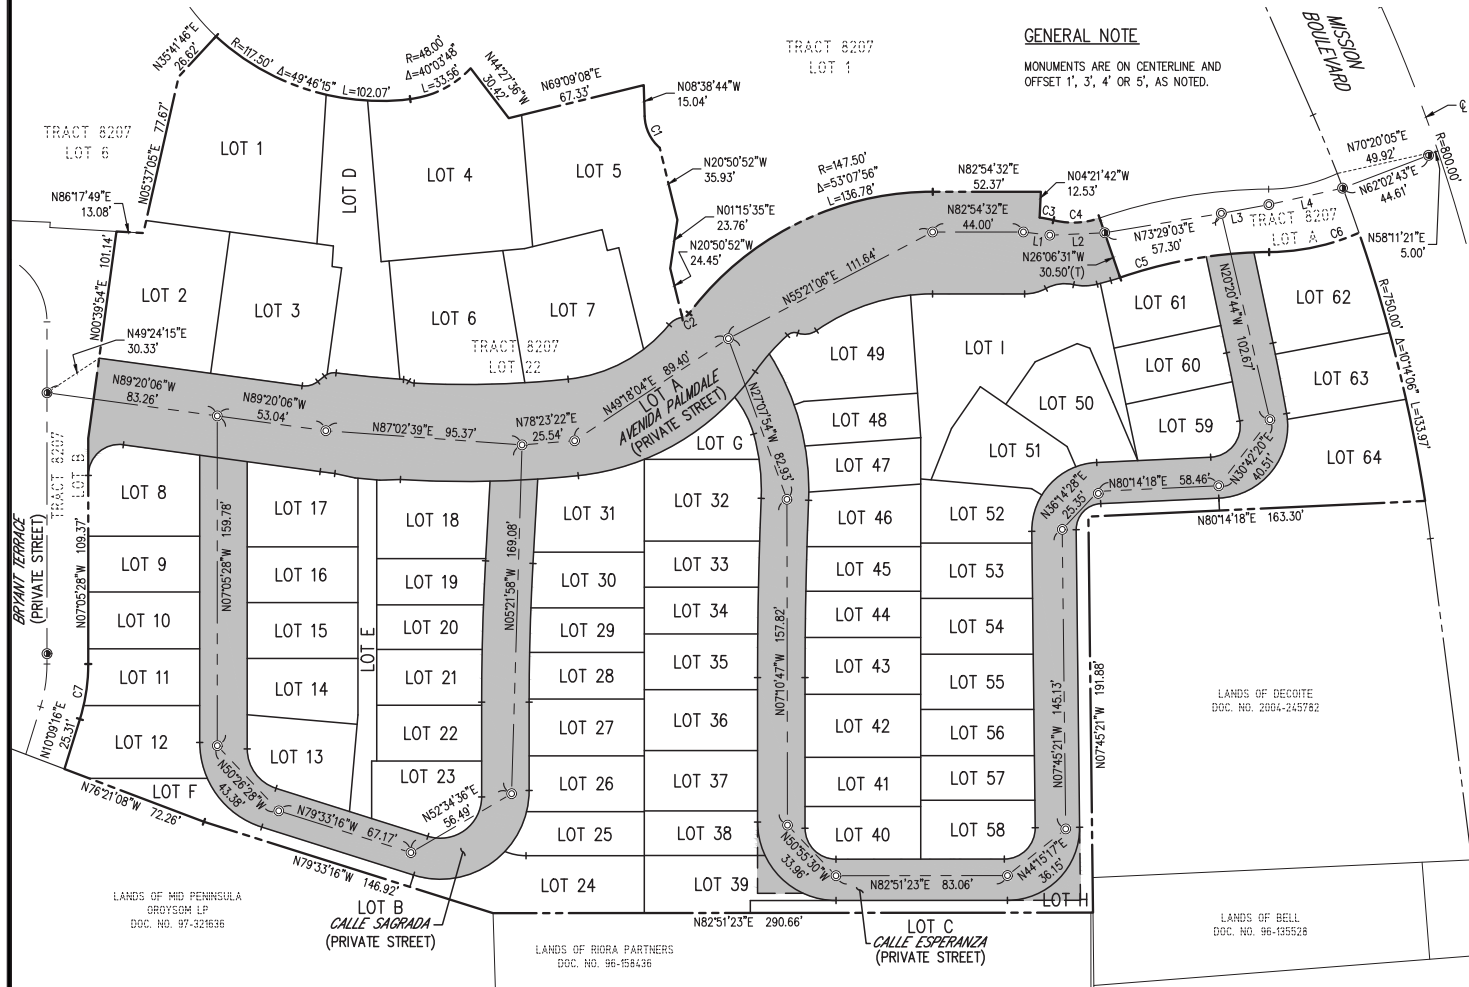 GENERAL NOTE
MONUMENTS ARE ON CENTERLINE AND
OFFSET 1', 3', 4' OR 5', AS NOTED.
MISSION
BOULEVARD
TRACT 8207
LOT 1
TRACT 8207
LOT 6
N35°41'46"E
26.62'
R=117.50'
Δ=49°46'15"
L=102.07'
R=48.00'
Δ=40°03'48"
L=33.56'
N44°27'36"W
30.42'
N69°09'08"E
67.33'
N08°38'44"W
15.04'
C1
N20°50'52"W
35.93'
N01°15'35"E
23.76'
N20°50'52"W
24.45'
C2
R=147.50'
Δ=53°07'56"
L=136.78'
N82°54'32"E
52.37'
N04°21'42"W
12.53'
C3
C4
N82°54'32"E
44.00'
L1
L2
N26°06'31"W
30.50'(T)
N73°29'03"E
57.30'
L3
L4
C5
C6
TRACT 8207
LOT A
N70°20'05"E
49.92'
N62°02'43"E
44.61'
R=800.00'
N58°11'21"E
5.00'
R=750.00'
Δ=10°14'06"
L=133.97'
N05°37'05"E 77.67'
N86°17'49"E
13.08'
N00°39'54"E 101.14'
N49°24'15"E
30.33'
LOT 1
LOT D
LOT 4
LOT 5
LOT 2
LOT 3
LOT 6
LOT 7
TRACT 8207
LOT 22
N89°20'06"W
83.26'
N89°20'06"W
53.04'
N87°02'39"E 95.37'
N78°23'22"E
25.54'
N49°18'04"E 89.40'
LOT A
AVENIDA PALMDALE
(PRIVATE STREET)
N55°21'06"E 111.64'
N20°20'44"W 102.67'
N27°07'54"W 82.93'
LOT 61
LOT 62
LOT 60
LOT 63
LOT 59
LOT 64
LOT 49
LOT I
LOT 50
LOT 51
LOT 48
LOT 47
LOT G
N30°42'20"E
40.51'
N80°14'18"E 58.46'
N36°14'28"E
25.35'
N80°14'18"E 163.30'
TRACT 8207
LOT B
BRYANT TERRACE
(PRIVATE STREET)
N07°05'28"W 109.37'
N07°05'28"W 159.78'
N05°21'58"W 169.08'
N07°10'47"W 157.82'
N07°45'21"W 145.13'
N07°45'21"W 191.88'
C7
N10°09'16"E
25.31'
LOT 8
LOT 9
LOT 10
LOT 11
LOT 12
LOT F
LOT 17
LOT 16
LOT 15
LOT 14
LOT 13
LOT E
LOT 18
LOT 19
LOT 20
LOT 21
LOT 22
LOT 23
LOT 31
LOT 30
LOT 29
LOT 28
LOT 27
LOT 26
LOT 25
LOT 24
LOT 32
LOT 33
LOT 34
LOT 35
LOT 36
LOT 37
LOT 38
LOT 39
LOT 46
LOT 45
LOT 44
LOT 43
LOT 42
LOT 41
LOT 40
LOT 52
LOT 53
LOT 54
LOT 55
LOT 56
LOT 57
LOT 58
N50°26'28"W
43.38'
N79°33'16"W 67.17'
N52°34'36"E
56.49'
N76°21'08"W 72.26'
N79°33'16"W 146.92'
N50°55'30"W
33.96'
N82°51'23"E 83.06'
N44°15'17"E
36.15'
LOT H
N82°51'23"E 290.66'
LOT B
CALLE SAGRADA
(PRIVATE STREET)
LOT C
CALLE ESPERANZA
(PRIVATE STREET)
LANDS OF MID PENINSULA
OROYSOM LP
DOC. NO. 97-321636
LANDS OF RIORA PARTNERS
DOC. NO. 96-158436
LANDS OF DECOITE
DOC. NO. 2004-245782
LANDS OF BELL
DOC. NO. 96-135528